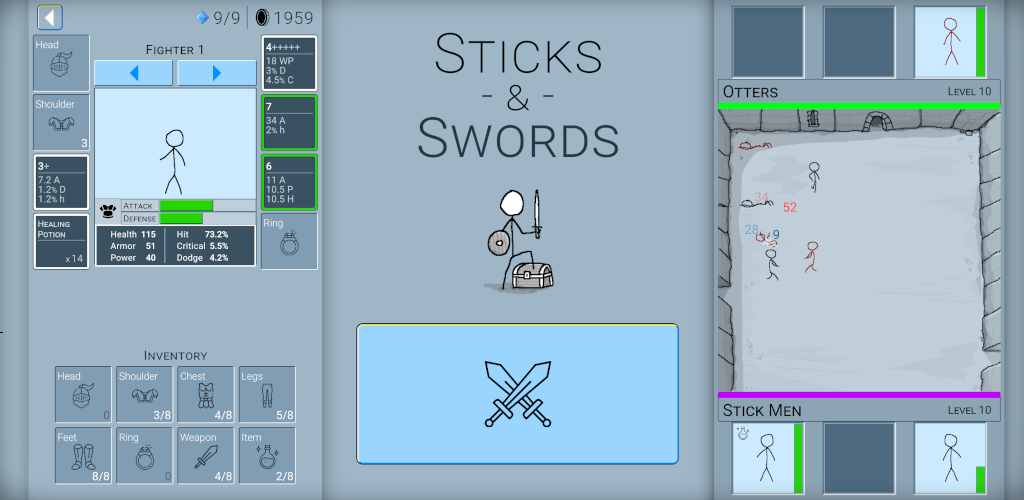 9/9
1959
Head
FIGHTER 1
4+++++
18 WP
3% D
4.5% C
Shoulder
3
7
34 A
2% h
3+
7.2 A
1.2% D
1.2% h
6
11 A
10.5 P
10.5 H
HEALING
POTION
x14
ATTACK
DEFENSE
Ring
Health 115 Hit 73.2%
Armor 51 Critical 5.5%
Power 40 Dodge 4.2%
INVENTORY
Head
0
Shoulder
3/8
Chest
4/8
Legs
5/8
Feet
8/8
Ring
0
Weapon
4/8
Item
2/8
STICKS
- & -
SWORDS
OTTERS
LEVEL 10
34
52
28
9
STICK MEN
LEVEL 10